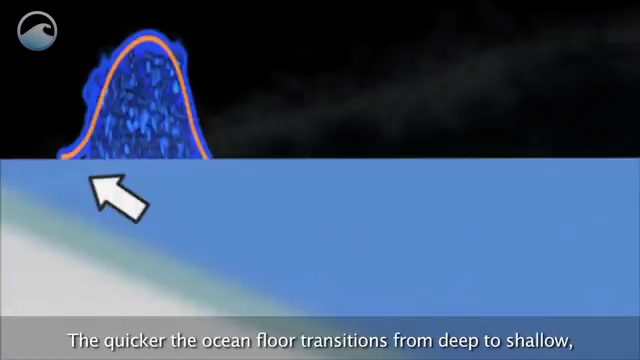 The quicker the ocean floor transitions from deep to shallow,